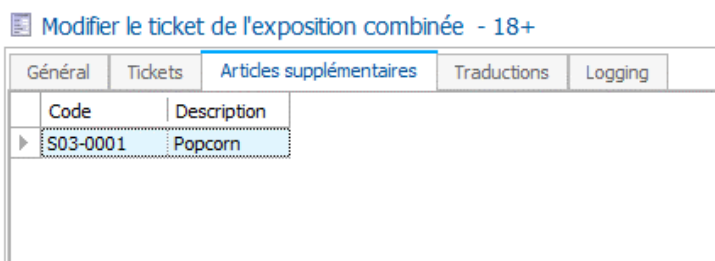 Modifier le ticket de l'exposition combinée - 18+
Général Tickets Articles supplémentaires Traductions Logging
Code Description
S03-0001 Popcorn